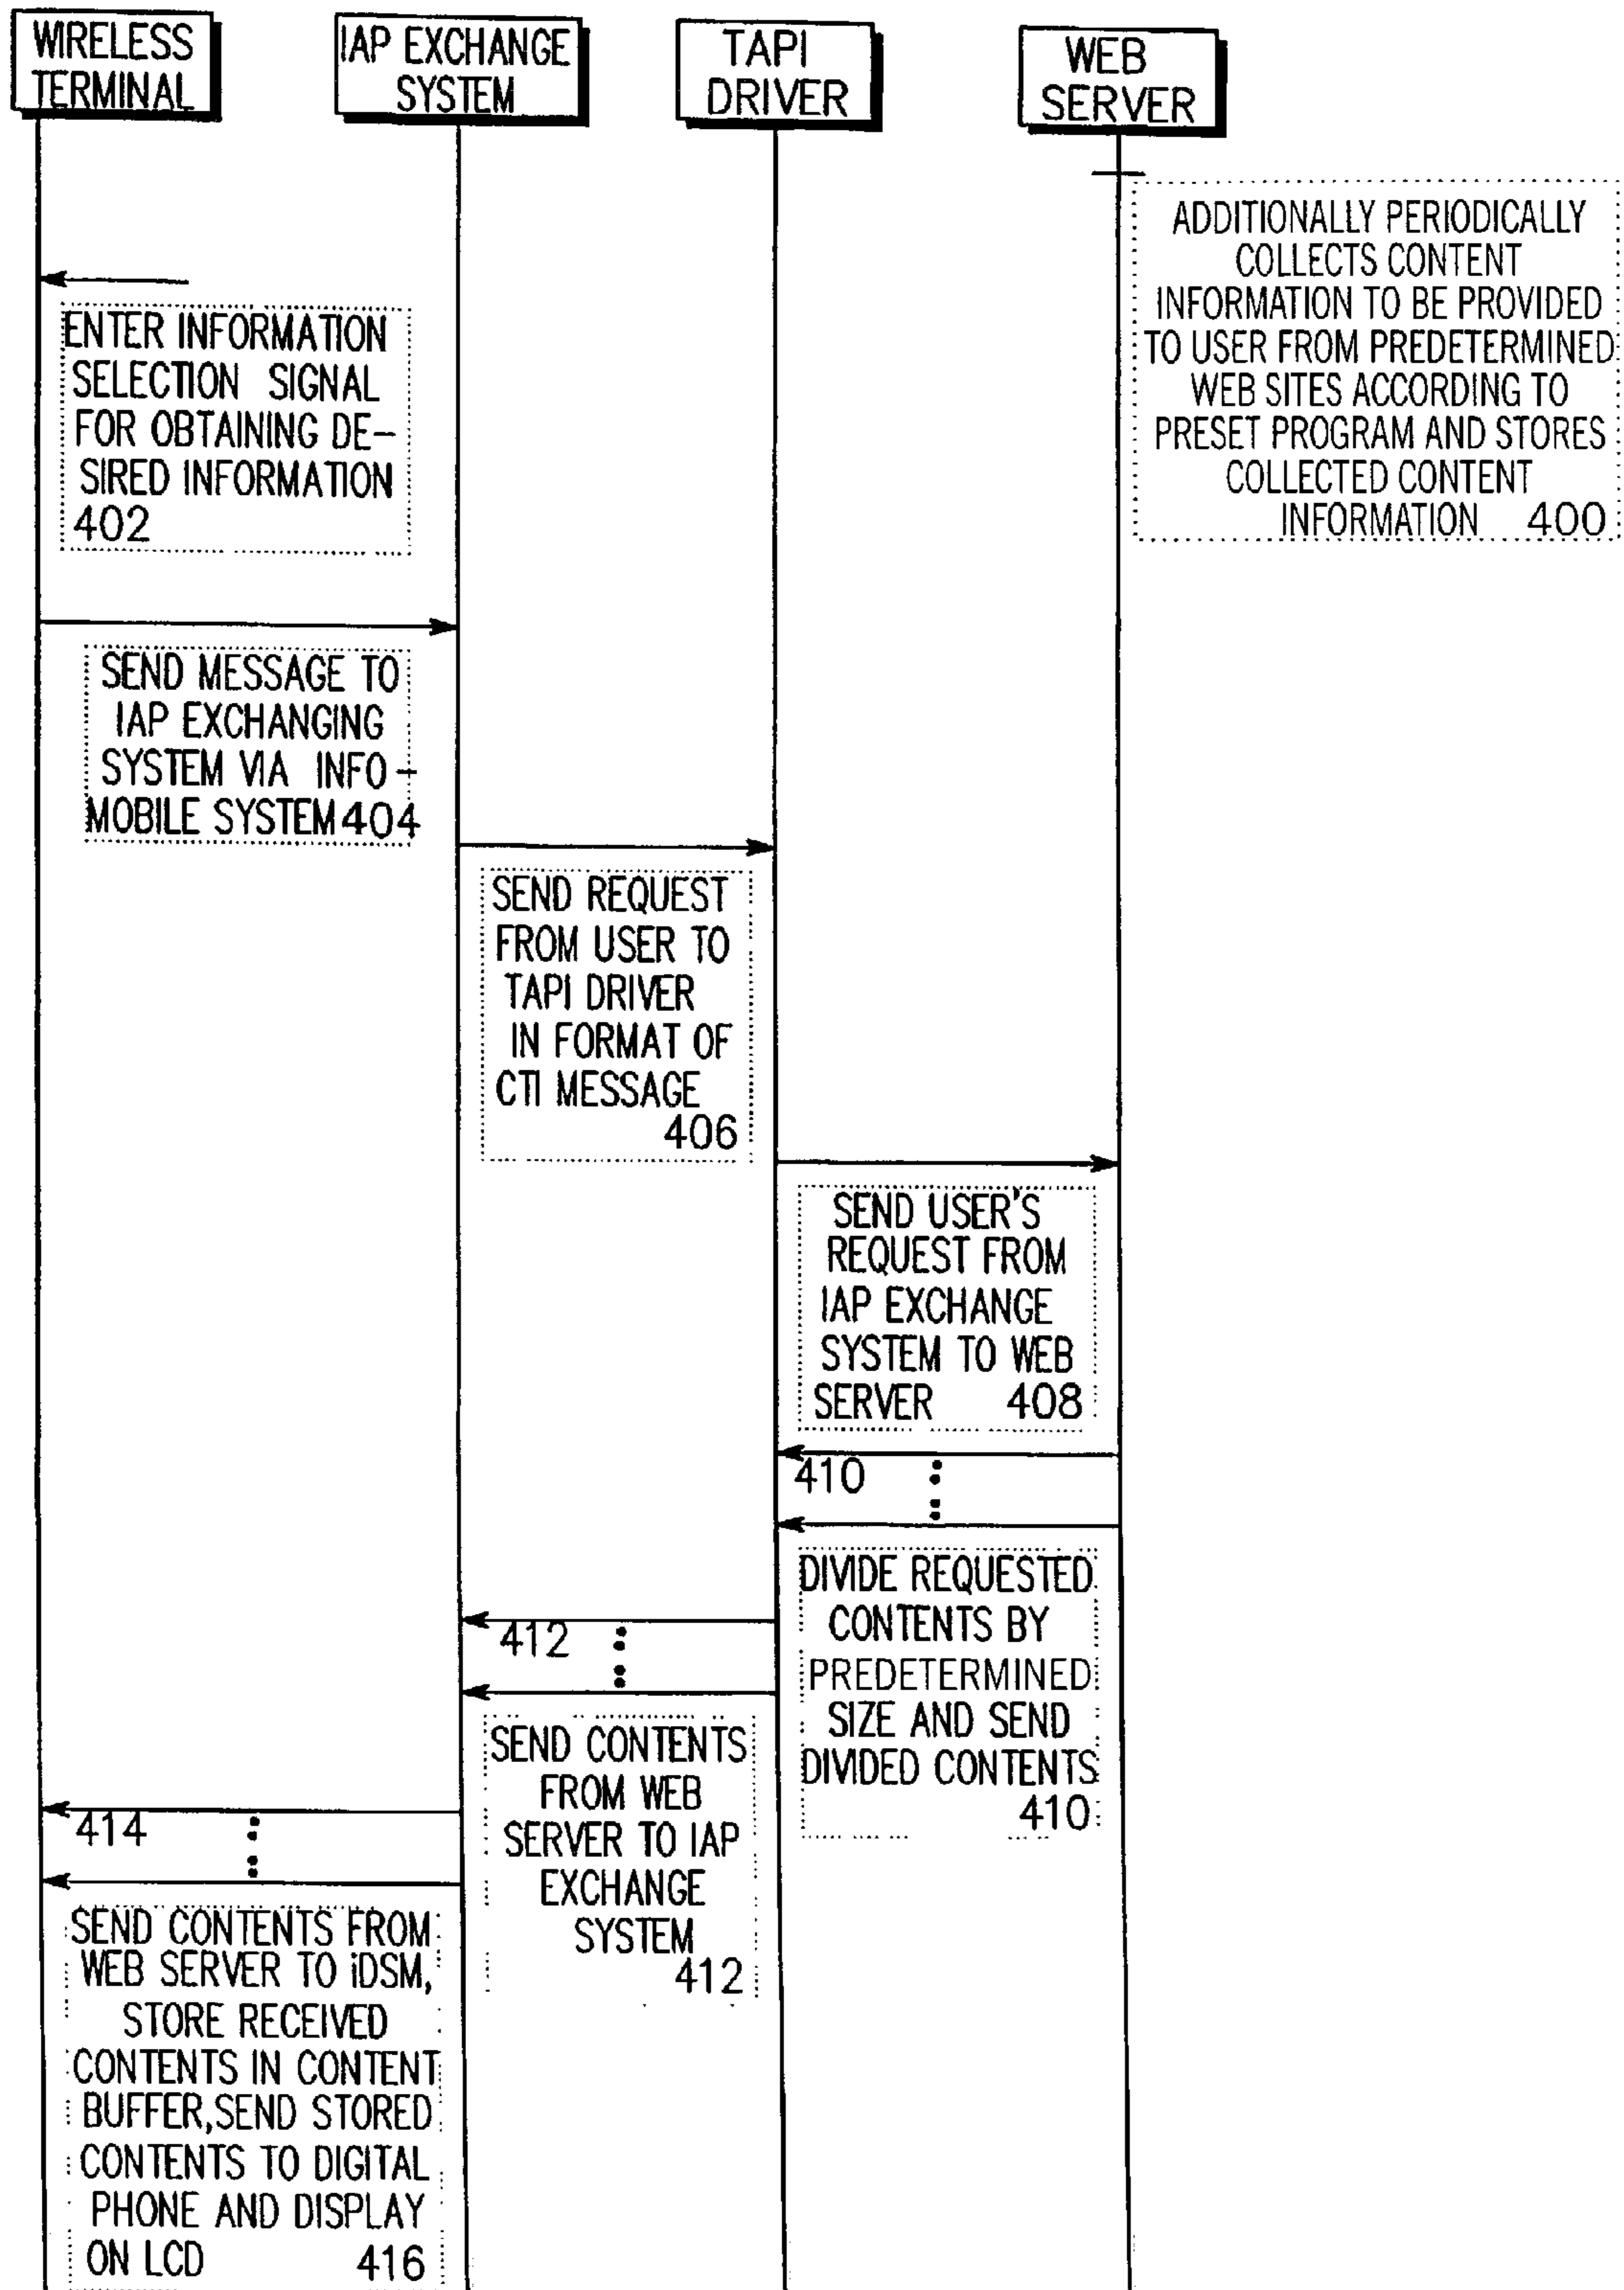 WIRELESS
TERMINAL
IAP EXCHANGE
SYSTEM
TAPI
DRIVER
WEB
SERVER
ADDITIONALLY PERIODICALLY
COLLECTS CONTENT
INFORMATION TO BE PROVIDED
TO USER FROM PREDETERMINED
WEB SITES ACCORDING TO
PRESET PROGRAM AND STORES
COLLECTED CONTENT
INFORMATION 400
ENTER INFORMATION
SELECTION SIGNAL
FOR OBTAINING DE-
SIRED INFORMATION
402
SEND MESSAGE TO
IAP EXCHANGING
SYSTEM VIA INFO-
MOBILE SYSTEM 404
SEND REQUEST
FROM USER TO
TAPI DRIVER
IN FORMAT OF
CTI MESSAGE
406
SEND USER'S
REQUEST FROM
IAP EXCHANGE
SYSTEM TO WEB
SERVER 408
410
DIVIDE REQUESTED
CONTENTS BY
PREDETERMINED
SIZE AND SEND
DIVIDED CONTENTS
410
412
SEND CONTENTS
FROM WEB
SERVER TO IAP
EXCHANGE
SYSTEM
412
414
SEND CONTENTS FROM
WEB SERVER TO iDSM,
STORE RECEIVED
CONTENTS IN CONTENT
BUFFER,SEND STORED
CONTENTS TO DIGITAL
PHONE AND DISPLAY
ON LCD 416